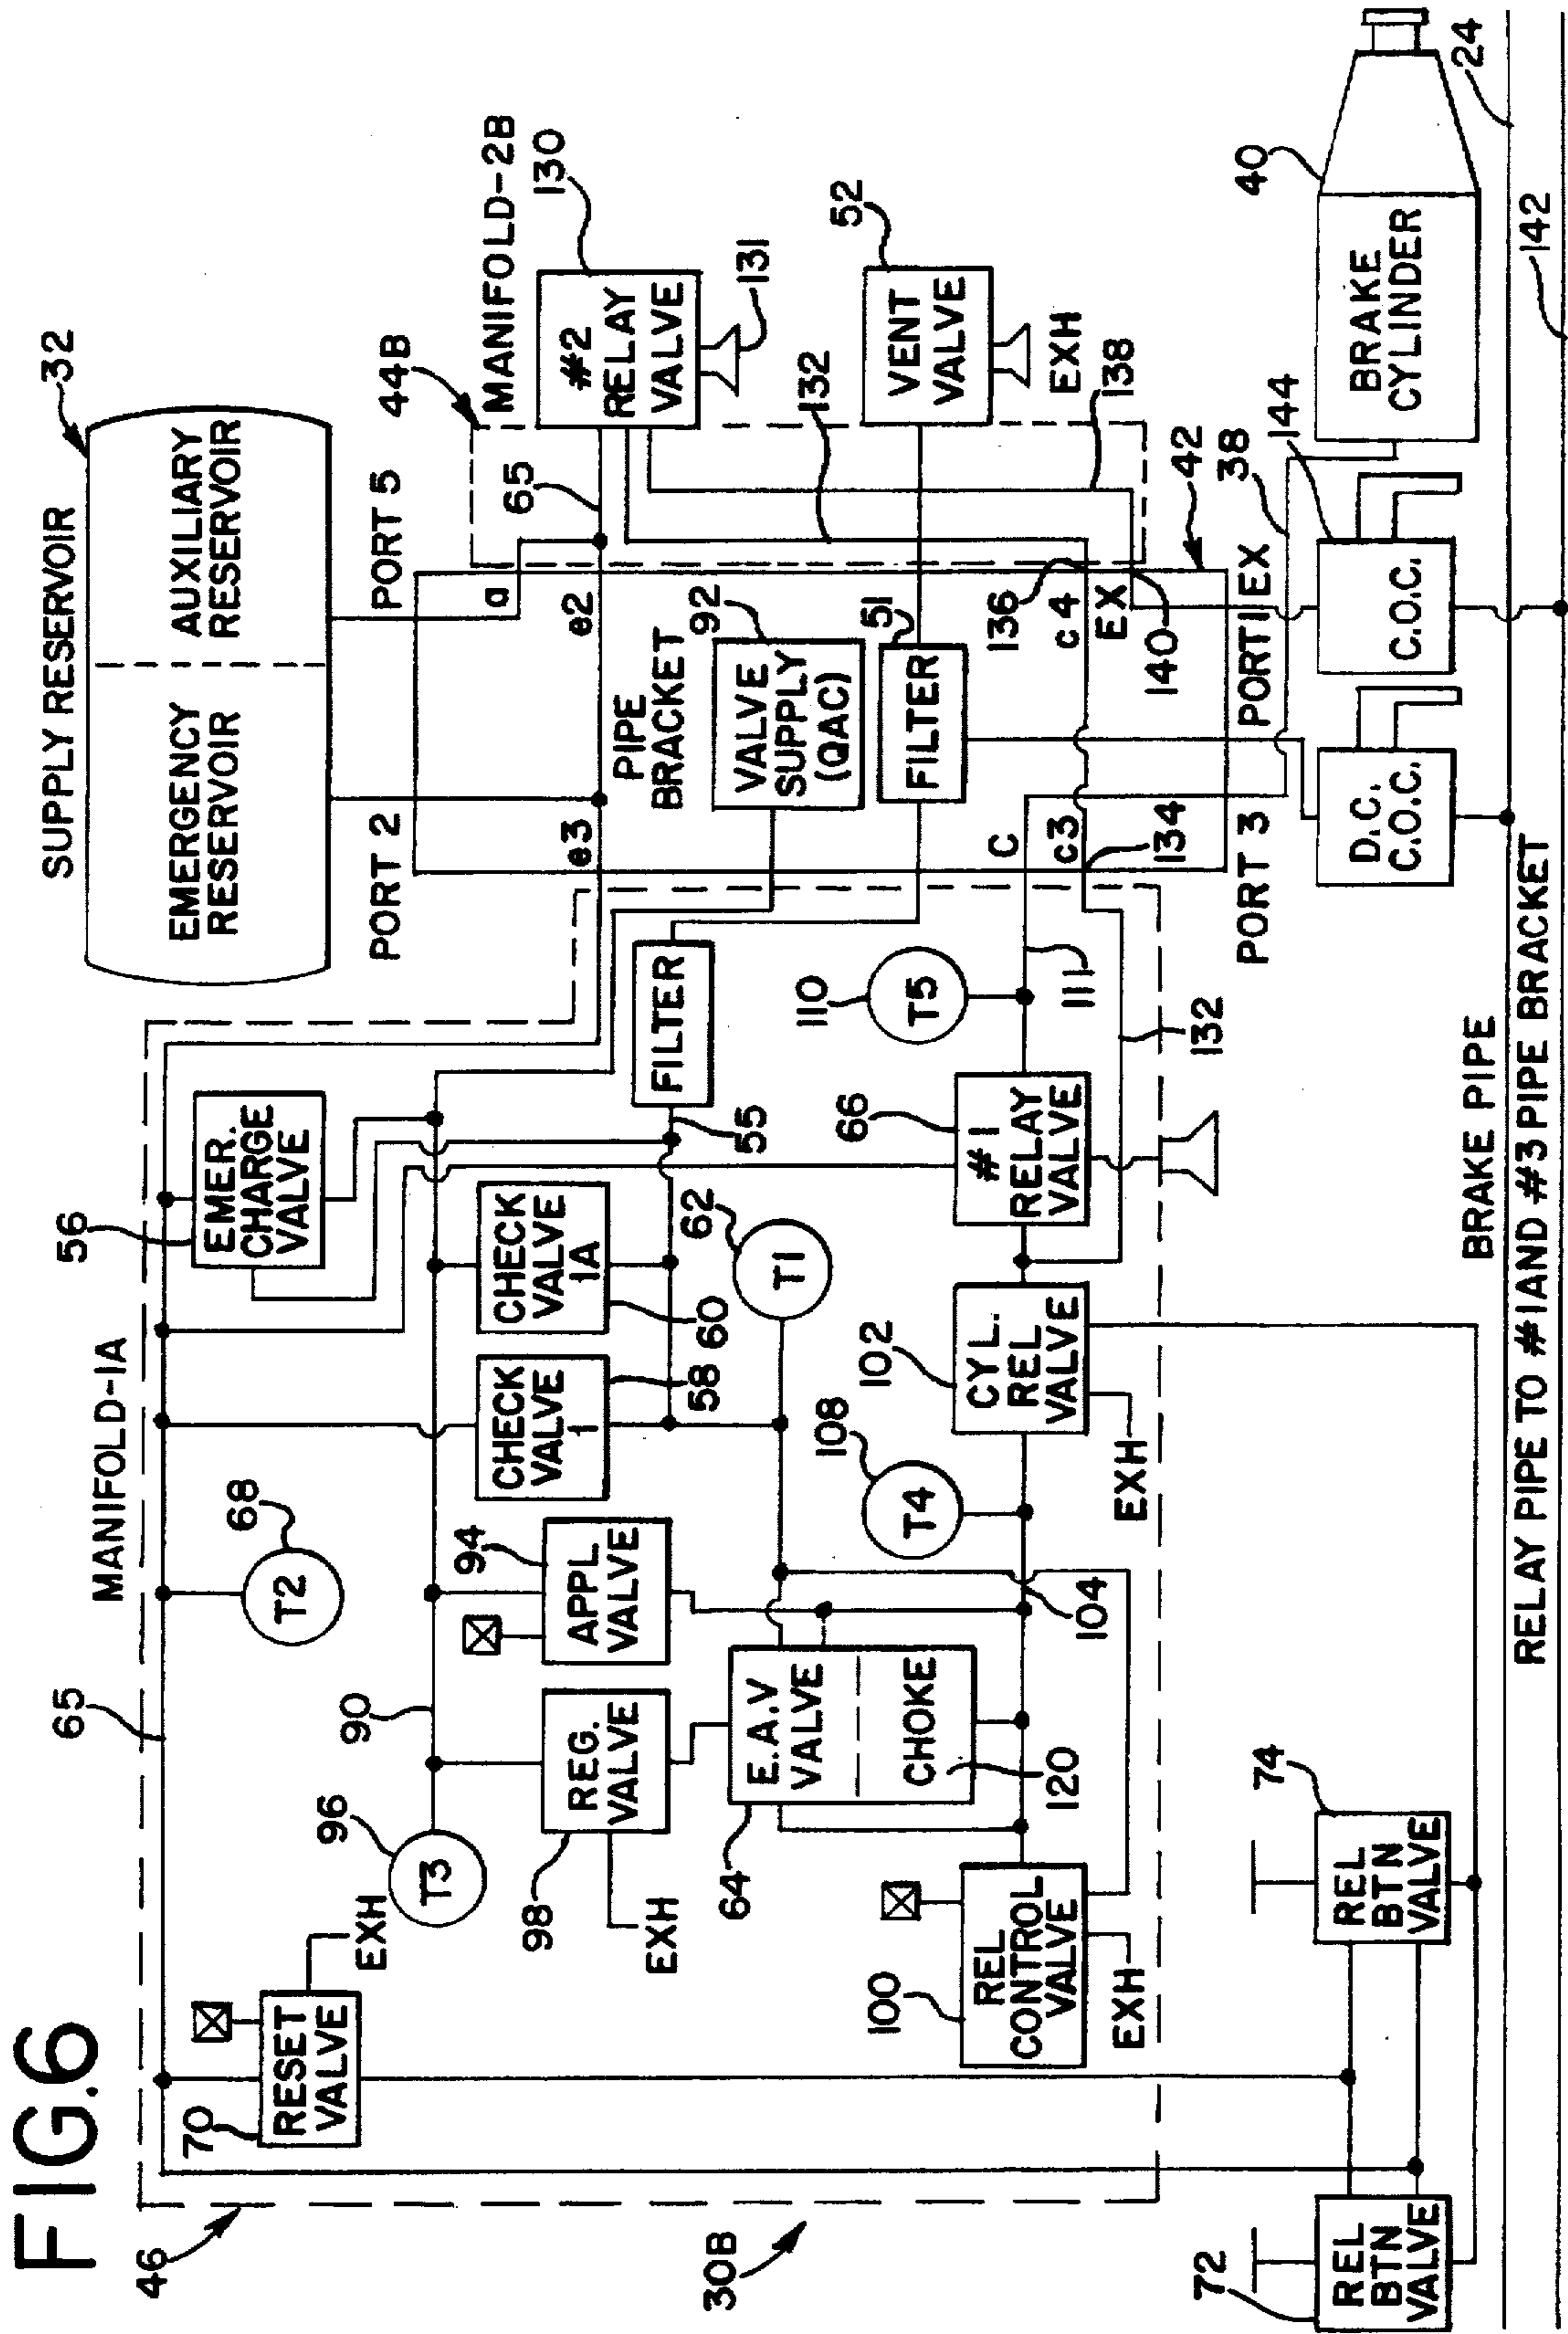 FIG.6
SUPPLY RESERVOIR
32
EMERGENCY
RESERVOIR
AUXILIARY
RESERVOIR
PORT 2
PORT 5
44B
MANIFOLD-2B
130
#2
RELAY
VALVE
131
65
a
e2
e3
PIPE
BRACKET
92
VALVE
SUPPLY
(QAC)
51
FILTER
52
VENT
VALVE
EXH
132
138
136
c4
EX
140
42
C
c3
134
PORT 3
PORT EX
38
144
40
BRAKE
CYLINDER
24
142
D.C.
C.O.C.
C.O.C.
46
MANIFOLD-1A
65
68
T2
56
EMER.
CHARGE
VALVE
70
RESET
VALVE
EXH
96
T3
90
94
APPL
VALVE
CHECK
VALVE
1
58
CHECK
VALVE
1A
60
FILTER
55
62
T1
98
REG.
VALVE
EXH
64
E.A.V
VALVE
CHOKE
120
104
108
T4
102
CYL.
REL
VALVE
EXH
66
#1
RELAY
VALVE
110
T5
111
132
100
REL
CONTROL
VALVE
EXH
30B
72
REL
BTN
VALVE
74
REL
BTN
VALVE
BRAKE PIPE
RELAY PIPE TO #1 AND #3 PIPE BRACKET